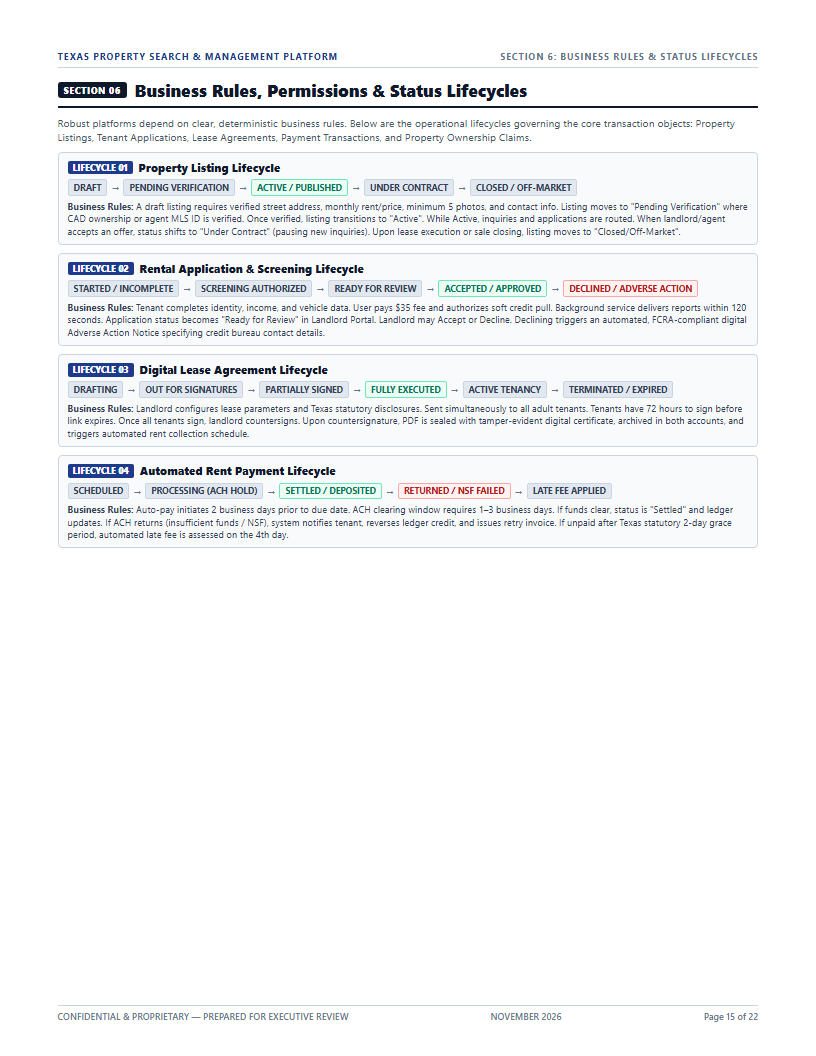 TEXAS PROPERTY SEARCH & MANAGEMENT PLATFORM
SECTION 6: BUSINESS RULES & STATUS LIFECYCLES
SECTION 06 Business Rules, Permissions & Status Lifecycles
Robust platforms depend on clear, deterministic business rules. Below are the operational lifecycles governing the core transaction objects: Property
Listings, Tenant Applications, Lease Agreements, Payment Transactions, and Property Ownership Claims.
LIFECYCLE 01 Property Listing Lifecycle
DRAFT → PENDING VERIFICATION → ACTIVE / PUBLISHED → UNDER CONTRACT → CLOSED / OFF-MARKET
Business Rules: A draft listing requires verified street address, monthly rent/price, minimum 5 photos, and contact info. Listing moves to "Pending Verification" where
CAD ownership or agent MLS ID is verified. Once verified, listing transitions to "Active". While Active, inquiries and applications are routed. When landlord/agent
accepts an offer, status shifts to "Under Contract" (pausing new inquiries). Upon lease execution or sale closing, listing moves to "Closed/Off-Market".
LIFECYCLE 02 Rental Application & Screening Lifecycle
STARTED / INCOMPLETE → SCREENING AUTHORIZED → READY FOR REVIEW → ACCEPTED / APPROVED → DECLINED / ADVERSE ACTION
Business Rules: Tenant completes identity, income, and vehicle data. User pays $35 fee and authorizes soft credit pull. Background service delivers reports within 120
seconds. Application status becomes "Ready for Review" in Landlord Portal. Landlord may Accept or Decline. Declining triggers an automated, FCRA-compliant digital
Adverse Action Notice specifying credit bureau contact details.
LIFECYCLE 03 Digital Lease Agreement Lifecycle
DRAFTING → OUT FOR SIGNATURES → PARTIALLY SIGNED → FULLY EXECUTED → ACTIVE TENANCY → TERMINATED / EXPIRED
Business Rules: Landlord configures lease parameters and Texas statutory disclosures. Sent simultaneously to all adult tenants. Tenants have 72 hours to sign before
link expires. Once all tenants sign, landlord countersigns. Upon countersignature, PDF is sealed with tamper-evident digital certificate, archived in both accounts, and
triggers automated rent collection schedule.
LIFECYCLE 04 Automated Rent Payment Lifecycle
SCHEDULED → PROCESSING (ACH HOLD) → SETTLED / DEPOSITED → RETURNED / NSF FAILED → LATE FEE APPLIED
Business Rules: Auto-pay initiates 2 business days prior to due date. ACH clearing window requires 1–3 business days. If funds clear, status is "Settled" and ledger
updates. If ACH returns (insufficient funds / NSF), system notifies tenant, reverses ledger credit, and issues retry invoice. If unpaid after Texas statutory 2-day grace
period, automated late fee is assessed on the 4th day.
CONFIDENTIAL & PROPRIETARY — PREPARED FOR EXECUTIVE REVIEW
NOVEMBER 2026
Page 15 of 22